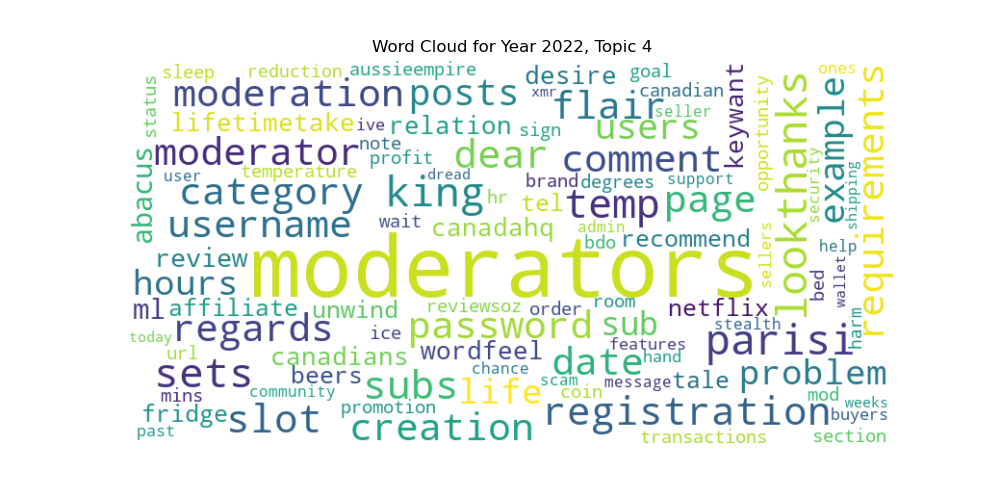 Word Cloud for Year 2022, Topic 4
sleep reduction aussieempire desire goal ones
status moderation posts xmr flair canadian seller keywant opportunity lookthanks example requirements
lifetimetake ive relation sign users
moderator note profit dear comment security shipping
abacus user temperature dread brand degrees support
category king hr tel temp page
username wait canadahq admin bdo recommend sellers help
review moderators bed wallet
hours
ml affiliate unwind reviewsoz order room netflix harm
today regards ice password sub features stealth parisi
url canadians wordfeel date hand
sets beers chance scam message tale problem
mins community subs life coin mod weeks
fridge slot promotion registration buyers
past creation transactions section